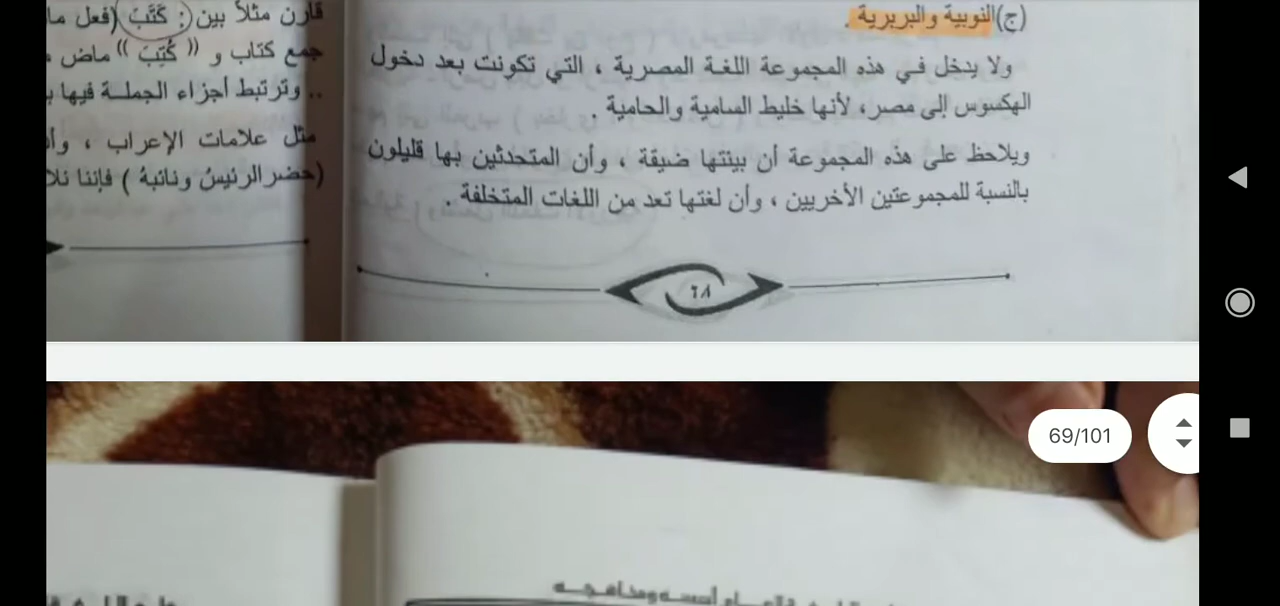 (ج) النوبية والبربرية .
ولا يدخل في هذه المجموعة اللغة المصرية ، التي تكونت بعد دخول
الهكسوس إلى مصر، لأنها خليط السامية والحامية .
ويلاحظ على هذه المجموعة أن بيئتها ضيقة ، وأن المتحدثين بها قليلون
بالنسبة للمجموعتين الأخريين ، وأن لغتها تعد من اللغات المتخلفة .
٦٨
قارن مثلاً بين : كَتَبَ (فعل
جمع كتاب و (( كُتِبَ )) ماض
.. وترتبط أجزاء الجملة فيها
مثل علامات الإعراب ،
(حضر الرئيسُ ونائبهُ ) فإننا
69/101